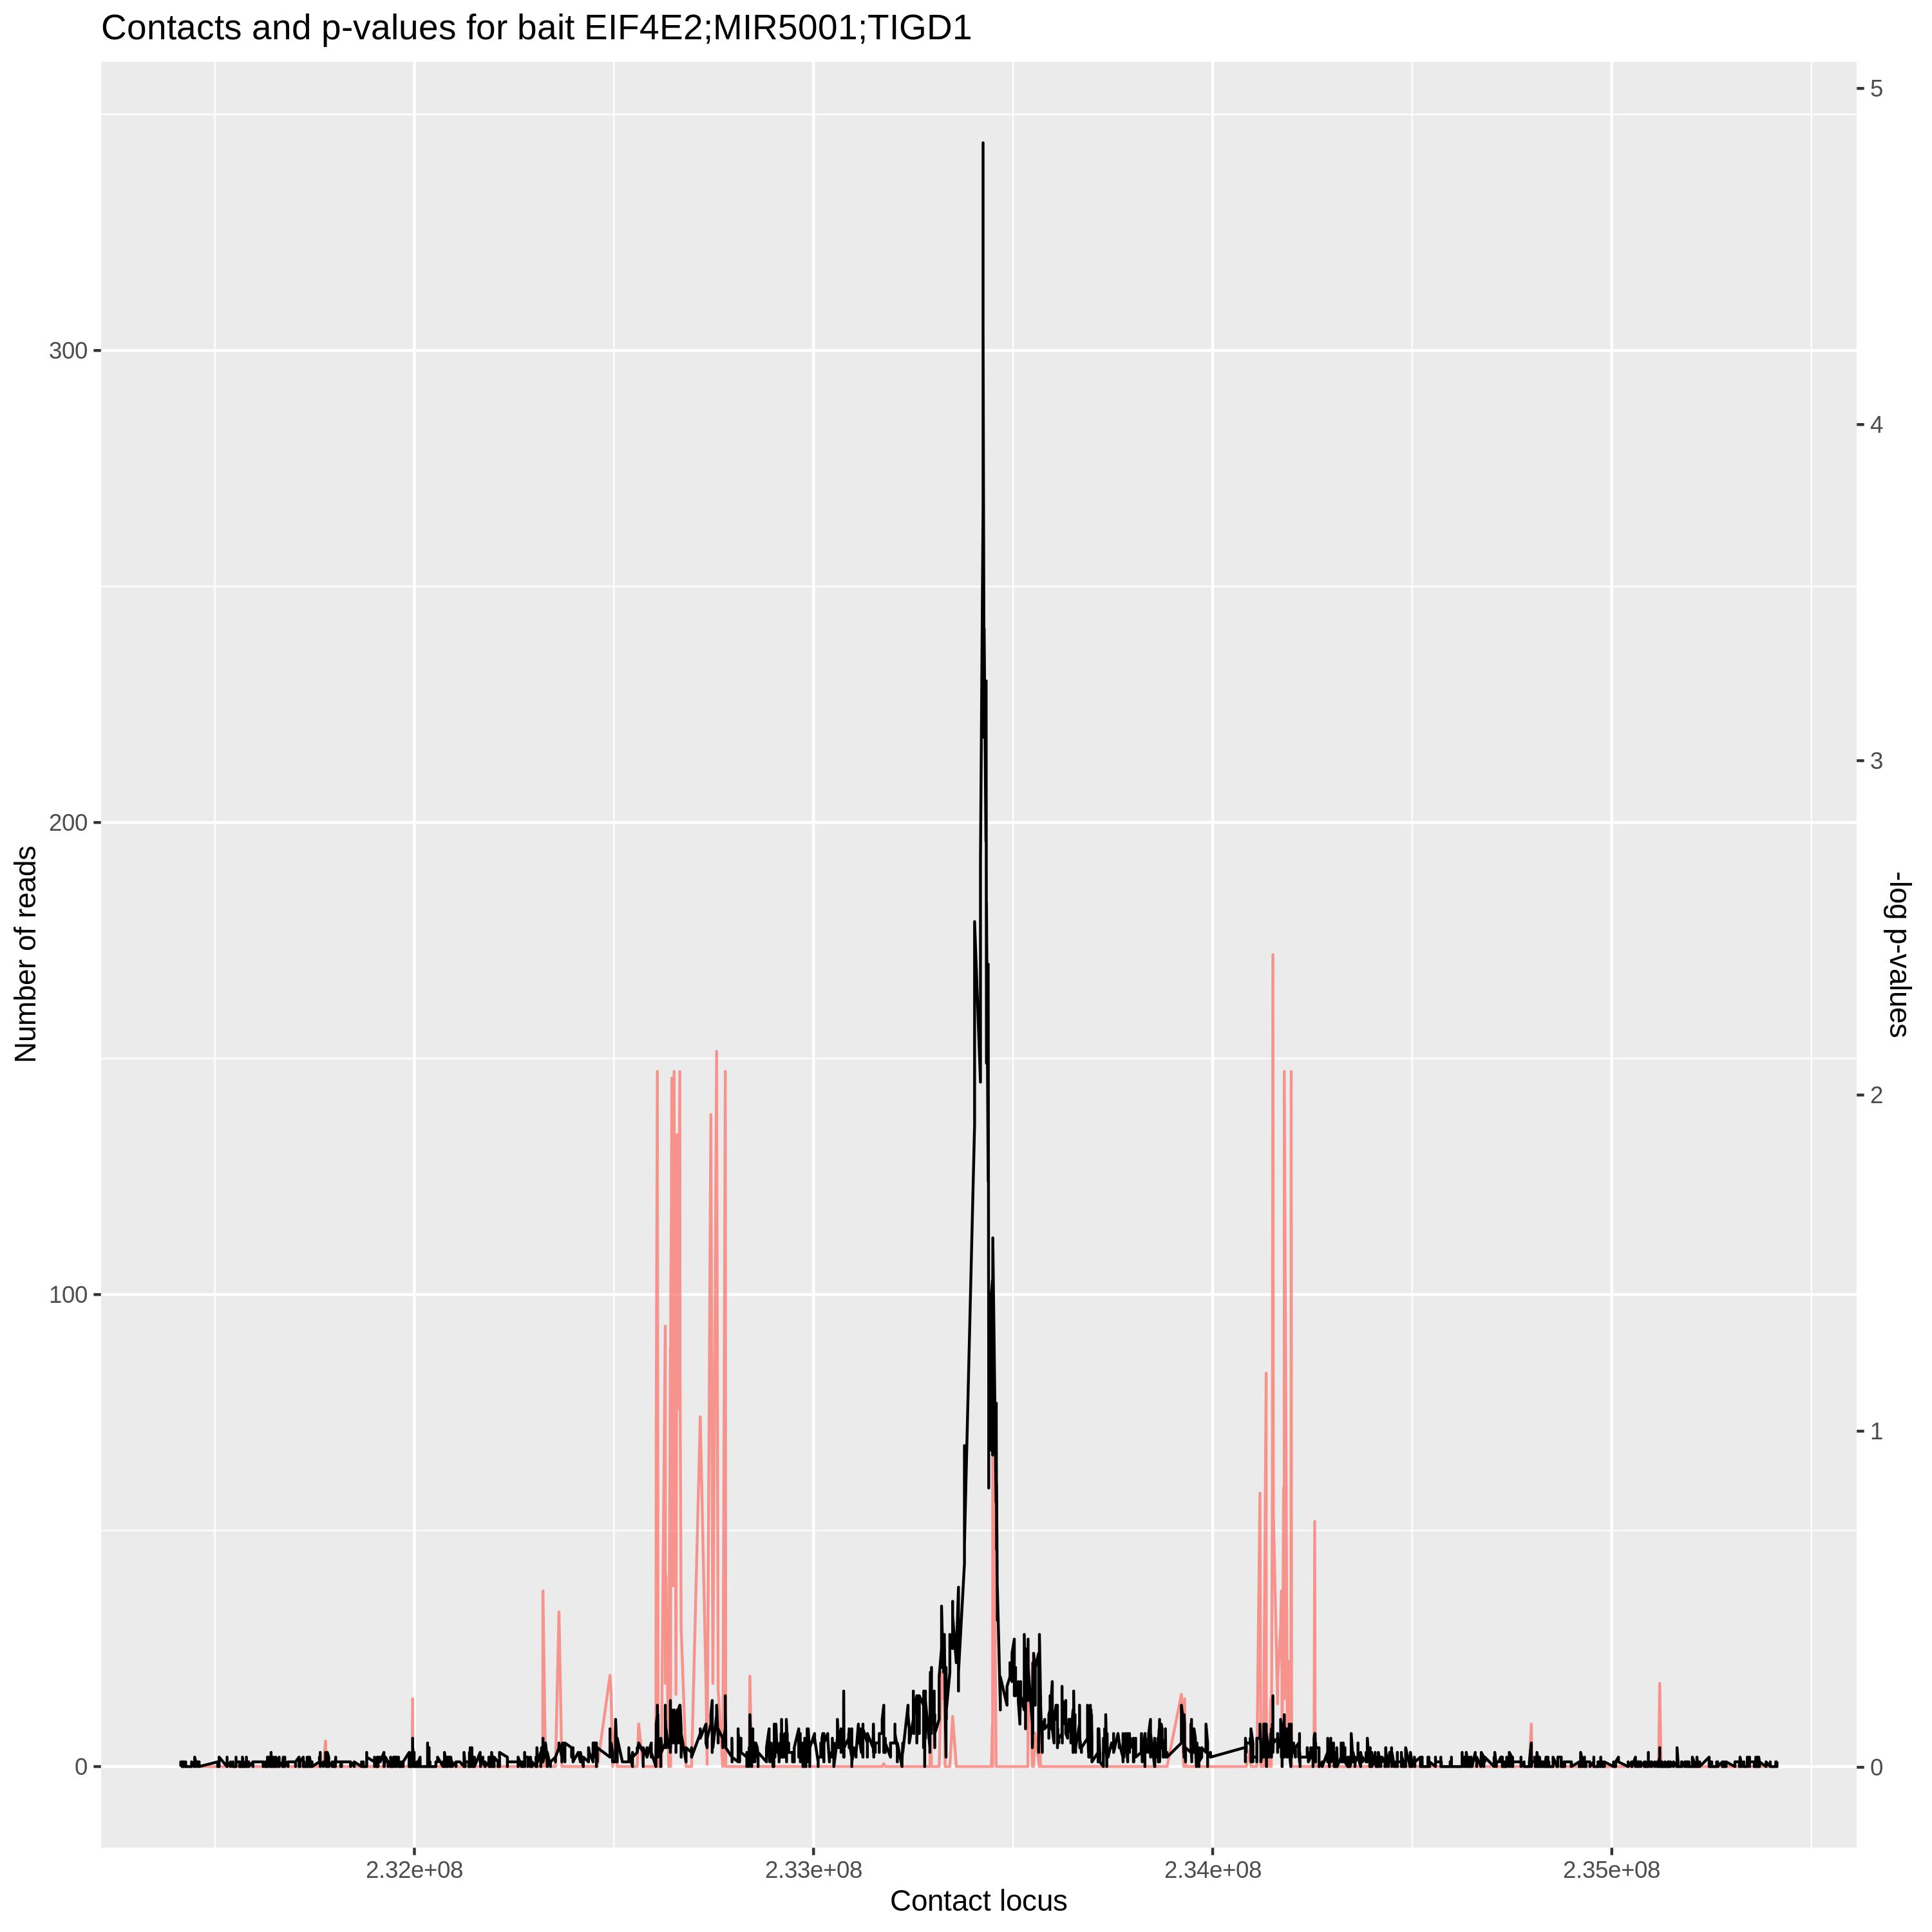 Contacts and p-values for bait EIF4E2;MIR5001;TIGD1
5
300
4
200
3
Number of reads
-log p-values
2
100
1
0
0
2.32e+08
2.33e+08
2.34e+08
2.35e+08
Contact locus